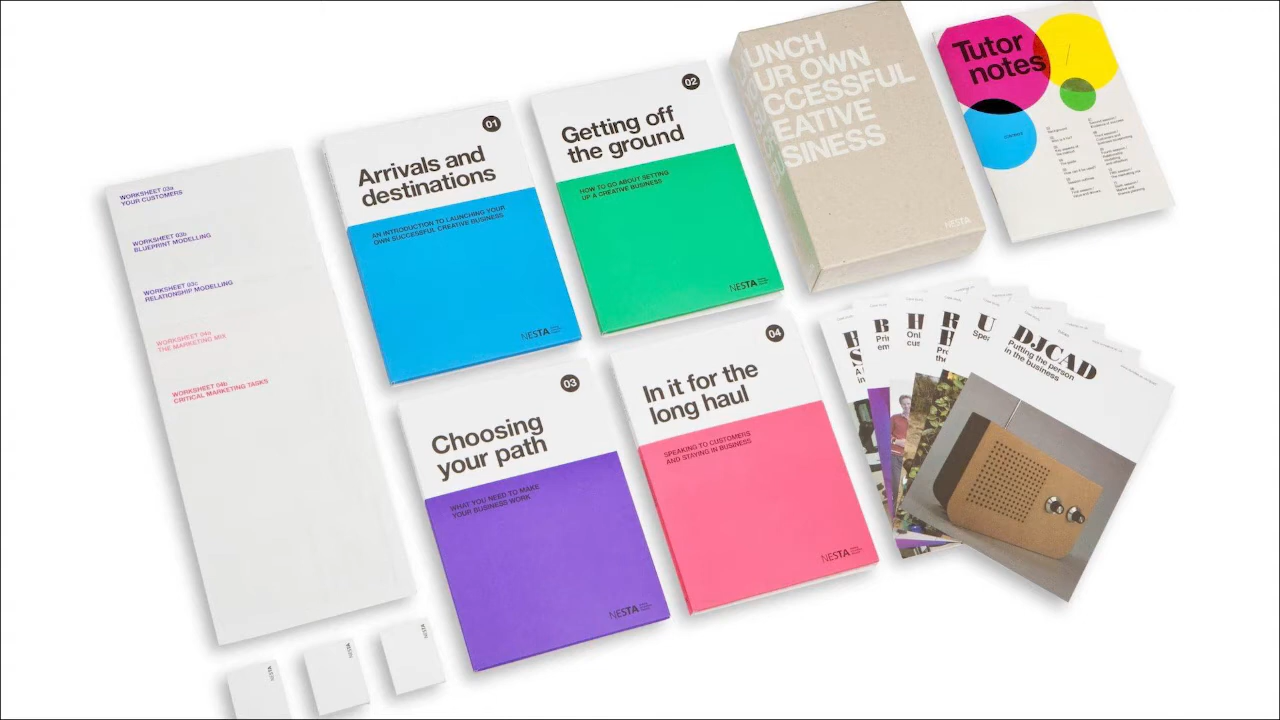 WORKSHEET 03a
YOUR CUSTOMERS
WORKSHEET 03b
BLUEPRINT MODELLING
WORKSHEET 03c
RELATIONSHIP MODELLING
WORKSHEET 04a
THE MARKETING MIX
WORKSHEET 04b
CRITICAL MARKETING TASKS
01
Arrivals and
destinations
AN INTRODUCTION TO LAUNCHING YOUR
OWN SUCCESSFUL CREATIVE BUSINESS
NESTA
02
Getting off
the ground
HOW TO GO ABOUT SETTING
UP A CREATIVE BUSINESS
NESTA
UNCH
UR OWN
CCESSFUL
EATIVE
SINESS
NESTA
Tutor
notes
03
Choosing
your path
WHAT YOU NEED TO MAKE
YOUR BUSINESS WORK
NESTA
04
In it for the
long haul
SPEAKING TO CUSTOMERS
AND STAYING IN BUSINESS
NESTA
DJCAD
Putting the person
in the business
NESTA
NESTA
NESTA